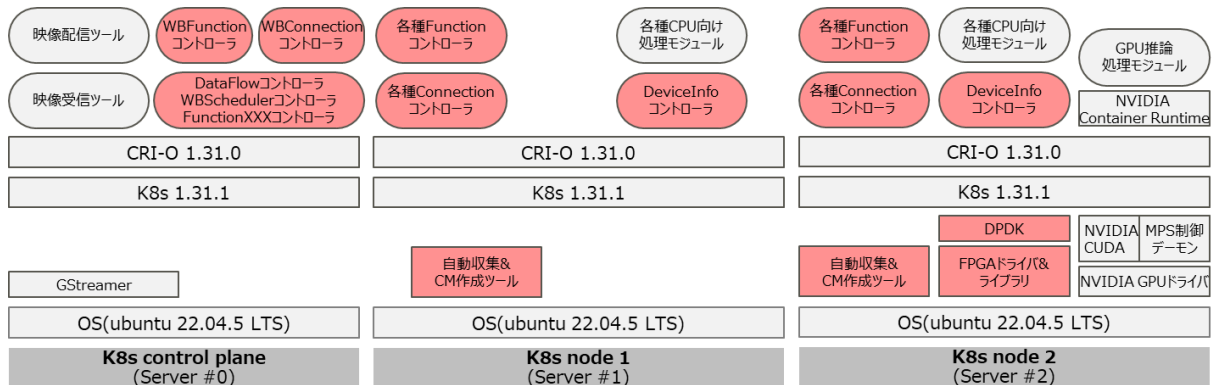 映像配信ツール
WBFunction
コントローラ
WBConnection
コントローラ
各種Function
コントローラ
各種CPU向け
処理モジュール
各種Function
コントローラ
各種CPU向け
処理モジュール
GPU推論
処理モジュール
映像受信ツール
DataFlowコントローラ
WBSchedulerコントローラ
FunctionXXXコントローラ
各種Connection
コントローラ
DeviceInfo
コントローラ
各種Connection
コントローラ
DeviceInfo
コントローラ
NVIDIA
Container Runtime
CRI-O 1.31.0
CRI-O 1.31.0
CRI-O 1.31.0
K8s 1.31.1
K8s 1.31.1
K8s 1.31.1
GStreamer
自動収集&
CM作成ツール
自動収集&
CM作成ツール
DPDK
FPGAドライバ&
ライブラリ
NVIDIA
CUDA
MPS制御
デーモン
NVIDIA GPUドライバ
OS(ubuntu 22.04.5 LTS)
OS(ubuntu 22.04.5 LTS)
OS(ubuntu 22.04.5 LTS)
K8s control plane
(Server #0)
K8s node 1
(Server #1)
K8s node 2
(Server #2)